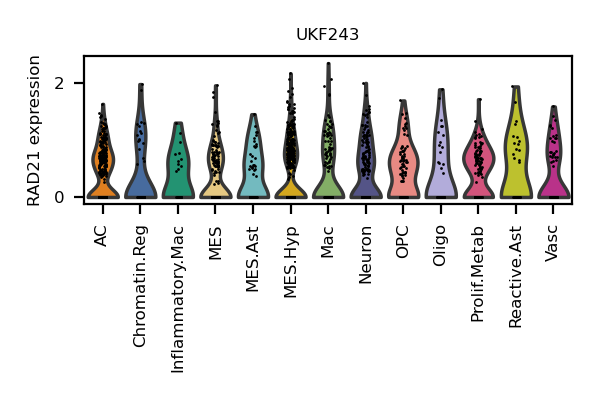 UKF243
RAD21 expression
2
0
AC
Chromatin.Reg
Inflammatory.Mac
MES
MES.Ast
MES.Hyp
Mac
Neuron
OPC
Oligo
Prolif.Metab
Reactive.Ast
Vasc